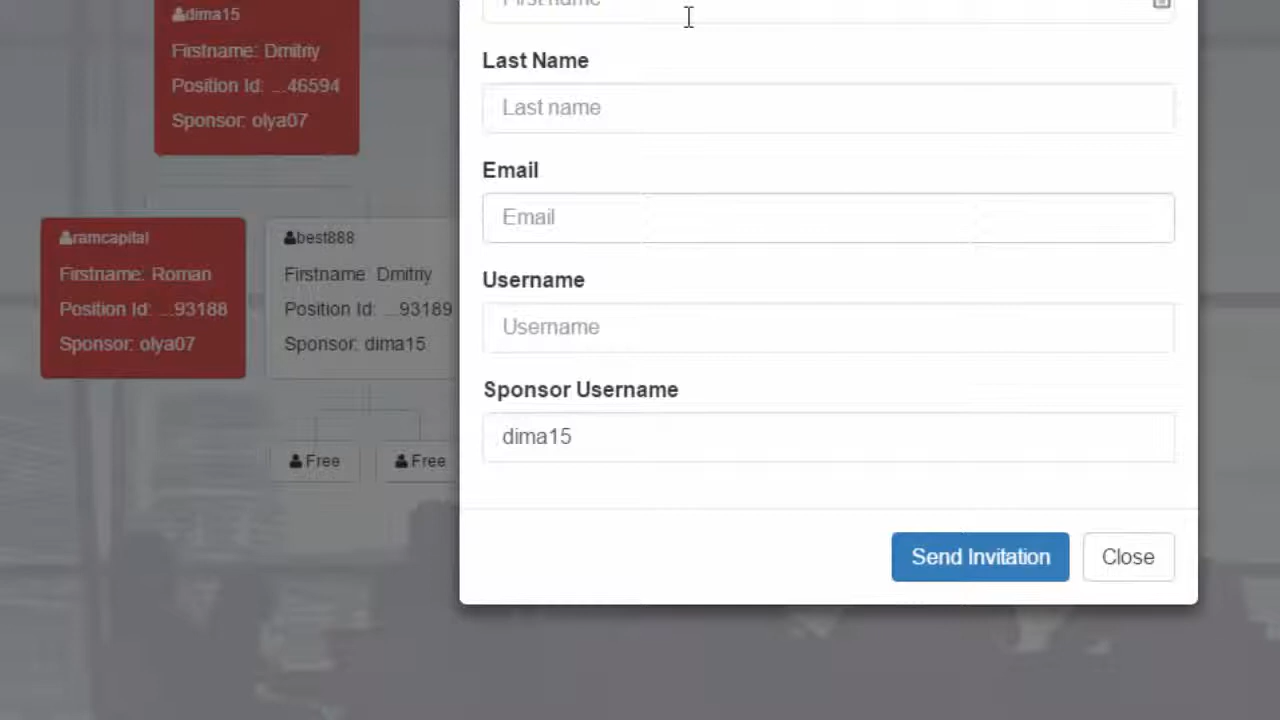 dima15
Firstname: Dmitriy
Position Id: ...46594
Sponsor: olya07
ramcapital
Firstname: Roman
Position Id: ...93188
Sponsor: olya07
best888
Firstname: Dmitriy
Position Id: ...93189
Sponsor: dima15
Free
Free
First name
Last Name
Last name
Email
Email
Username
Username
Sponsor Username
dima15
Send Invitation
Close